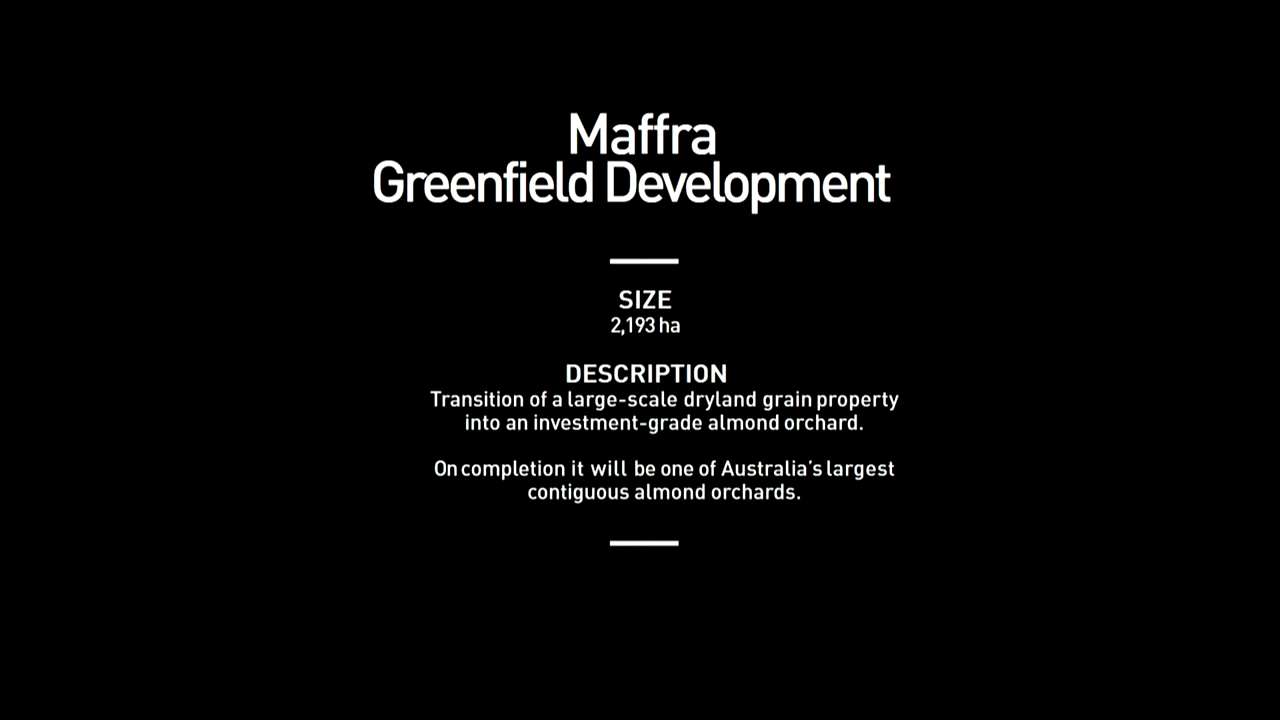 Maffra
Greenfield Development
SIZE
2,193 ha
DESCRIPTION
Transition of a large-scale dryland grain property
into an investment-grade almond orchard.
On completion it will be one of Australia's largest
contiguous almond orchards.